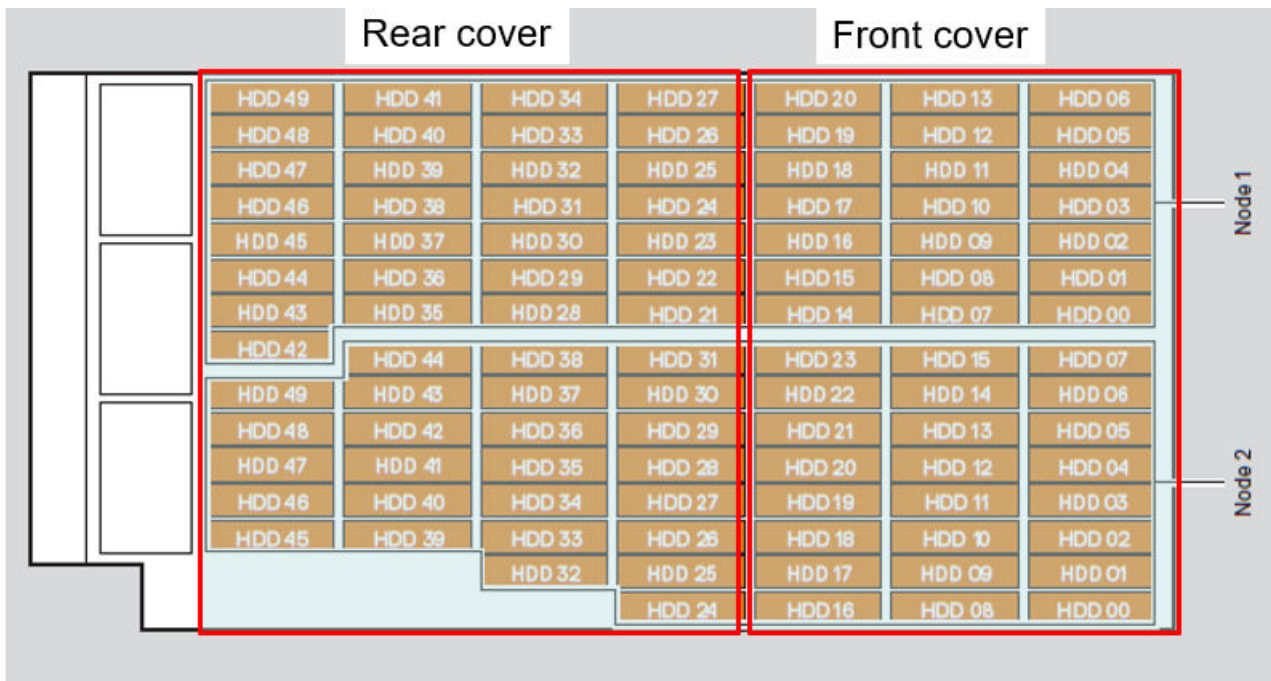 Rear cover Front cover
HDD 49 HDD 41 HDD 34 HDD 27 HDD 20 HDD 13 HDD 06
HDD 48 HDD 40 HDD 33 HDD 26 HDD 19 HDD 12 HDD 05
HDD 47 HDD 39 HDD 32 HDD 25 HDD 18 HDD 11 HDD 04
HDD 46 HDD 38 HDD 31 HDD 24 HDD 17 HDD 10 HDD 03
HDD 45 HDD 37 HDD 30 HDD 23 HDD 16 HDD 09 HDD 02
HDD 44 HDD 36 HDD 29 HDD 22 HDD 15 HDD 08 HDD 01
HDD 43 HDD 35 HDD 28 HDD 21 HDD 14 HDD 07 HDD 00
HDD 42
Node 1
HDD 44 HDD 38 HDD 31 HDD 23 HDD 15 HDD 07
HDD 49 HDD 43 HDD 37 HDD 30 HDD 22 HDD 14 HDD 06
HDD 48 HDD 42 HDD 36 HDD 29 HDD 21 HDD 13 HDD 05
HDD 47 HDD 41 HDD 35 HDD 28 HDD 20 HDD 12 HDD 04
HDD 46 HDD 40 HDD 34 HDD 27 HDD 19 HDD 11 HDD 03
HDD 45 HDD 39 HDD 33 HDD 26 HDD 18 HDD 10 HDD 02
HDD 32 HDD 25 HDD 17 HDD 09 HDD 01
HDD 24 HDD 16 HDD 08 HDD 00
Node 2